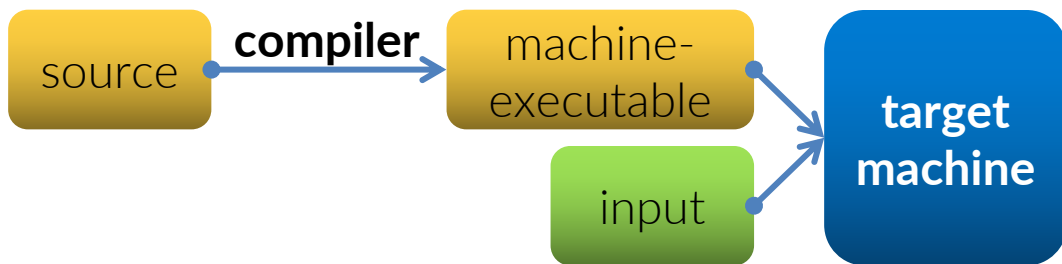 source
compiler
machine-
executable
input
target
machine